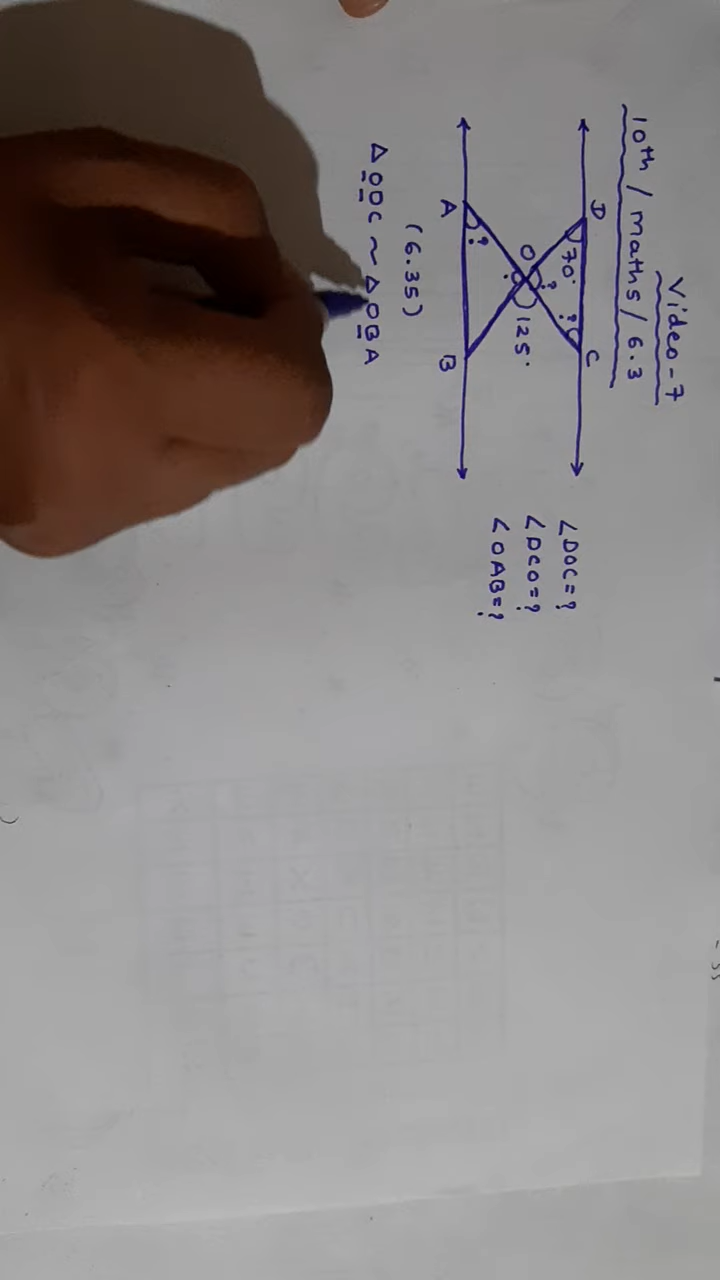 Video-7
10th / maths / 6.3
D
C
70°
?
?
O
125°
A
?
B
∠DOC = ?
∠DCO = ?
∠OAB = ?
(6.35)
△ ODC ~ △ OBA